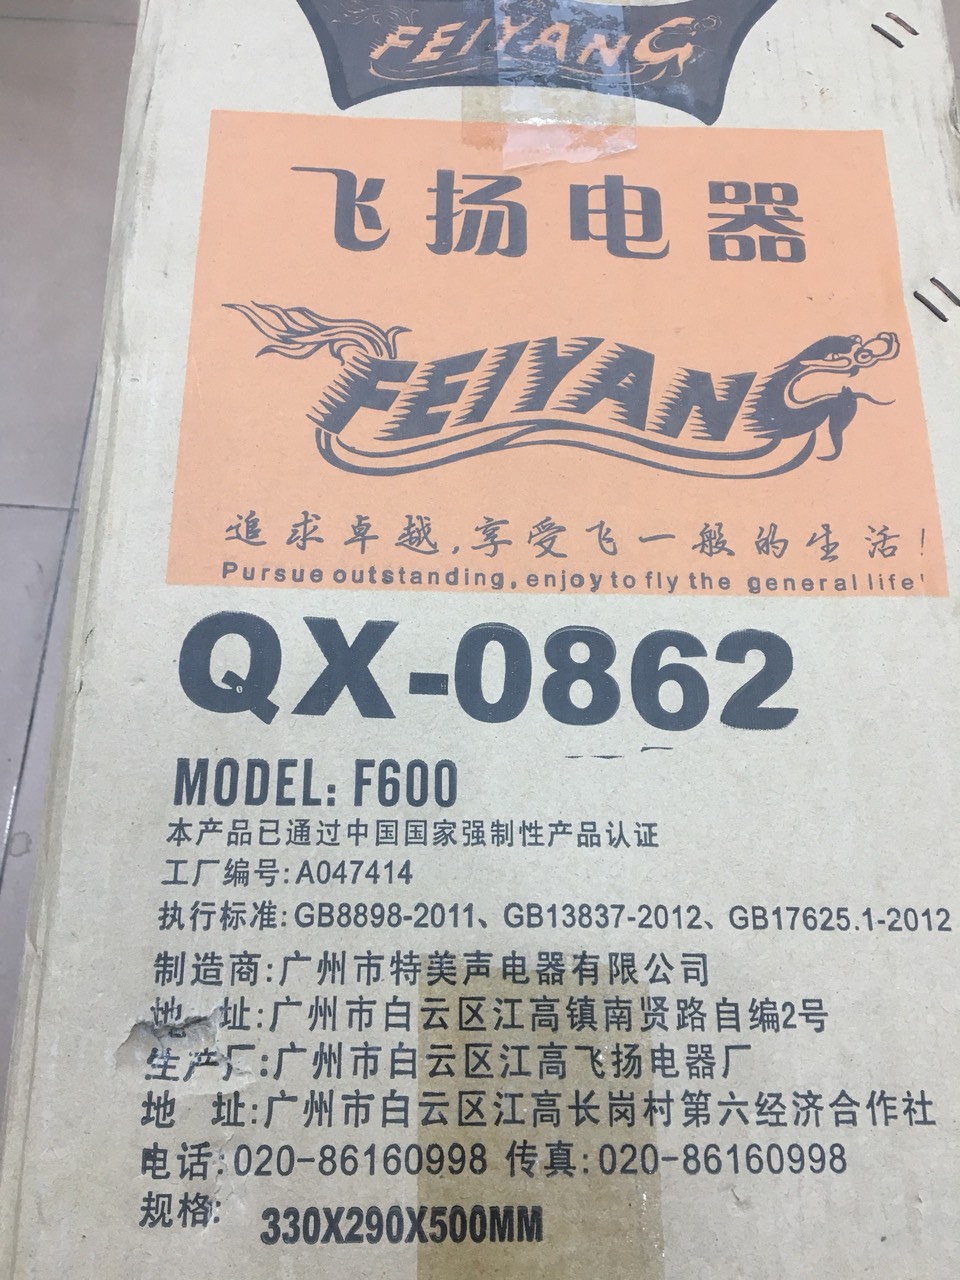 FEIYANG
飞扬电器
FEIYANG
追求卓越,享受飞一般的生活!
Pursue outstanding, enjoy to fly the general life!
QX-0862
MODEL: F600
本产品已通过中国国家强制性产品认证
工厂编号:A047414
执行标准:GB8898-2011、GB13837-2012、GB17625.1-2012
制造商:广州市特美声电器有限公司
地 址:广州市白云区江高镇南贤路自编2号
生产厂:广州市白云区江高飞扬电器厂
地 址:广州市白云区江高长岗村第六经济合作社
电话:020-86160998 传真:020-86160998
规格: 330X290X500MM